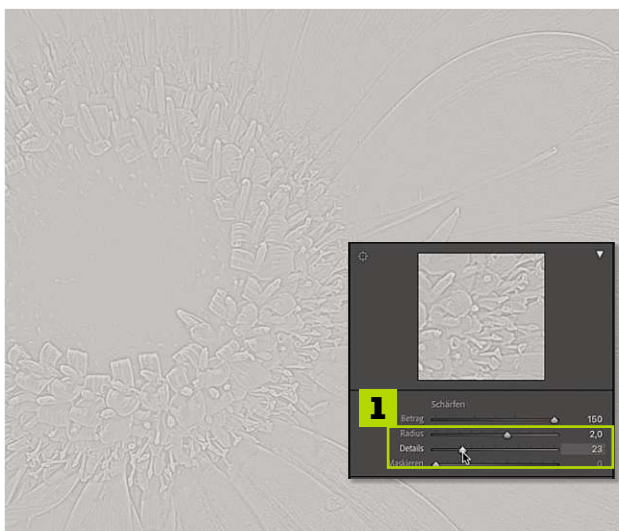 Schärfen
1
Betrag 150
Radius 2,0
Details 23
Maskieren 0